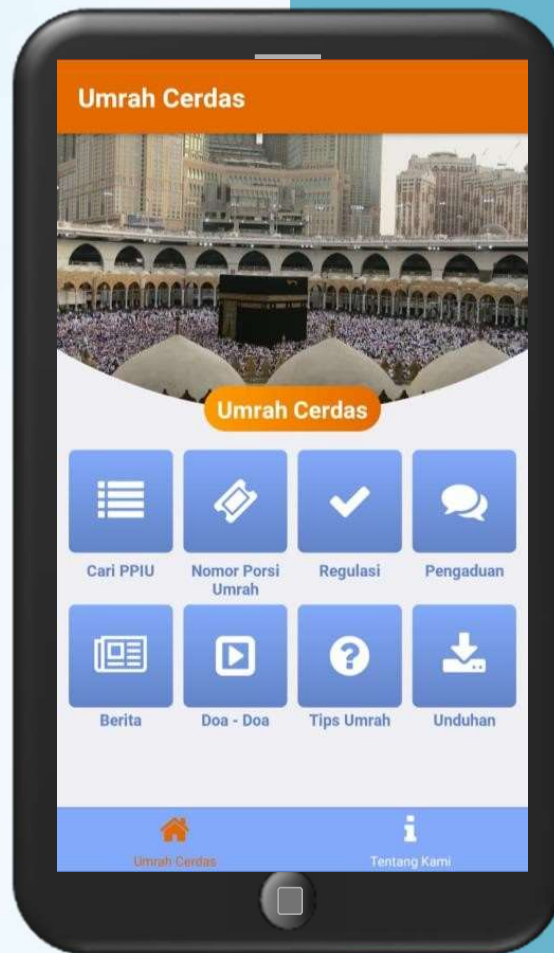 Umrah Cerdas
Umrah Cerdas
Cari PPIU
Nomor Porsi
Umrah
Regulasi
Pengaduan
Berita
Doa - Doa
Tips Umrah
Unduhan
Umrah Cerdas
Tentang Kami